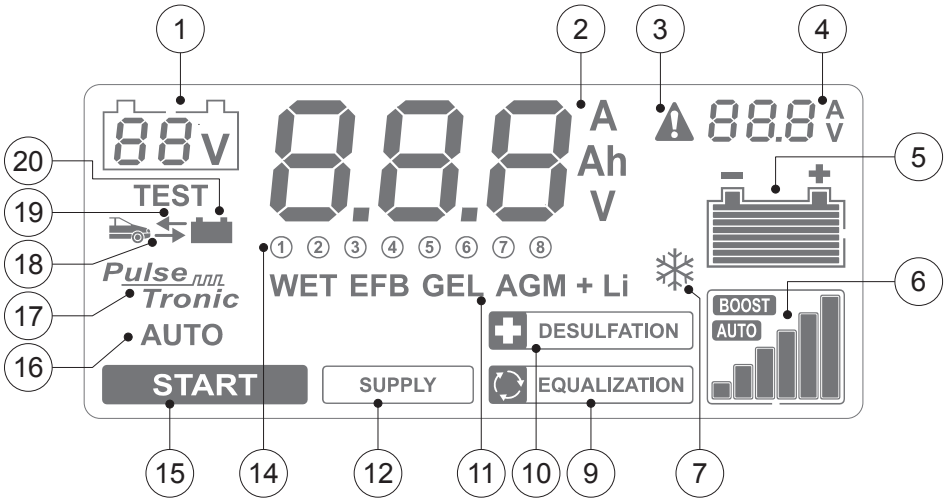 1 2 3 4
88V 8.8.8 A Ah V 88.8 A V
20 5
- +
TEST
19
18 1 2 3 4 5 6 7 8
Pulse Tronic WET EFB GEL AGM + Li
17 BOOST 6
AUTO DESULFATION AUTO
16
START SUPPLY EQUALIZATION
15 14 12 11 10 9 7